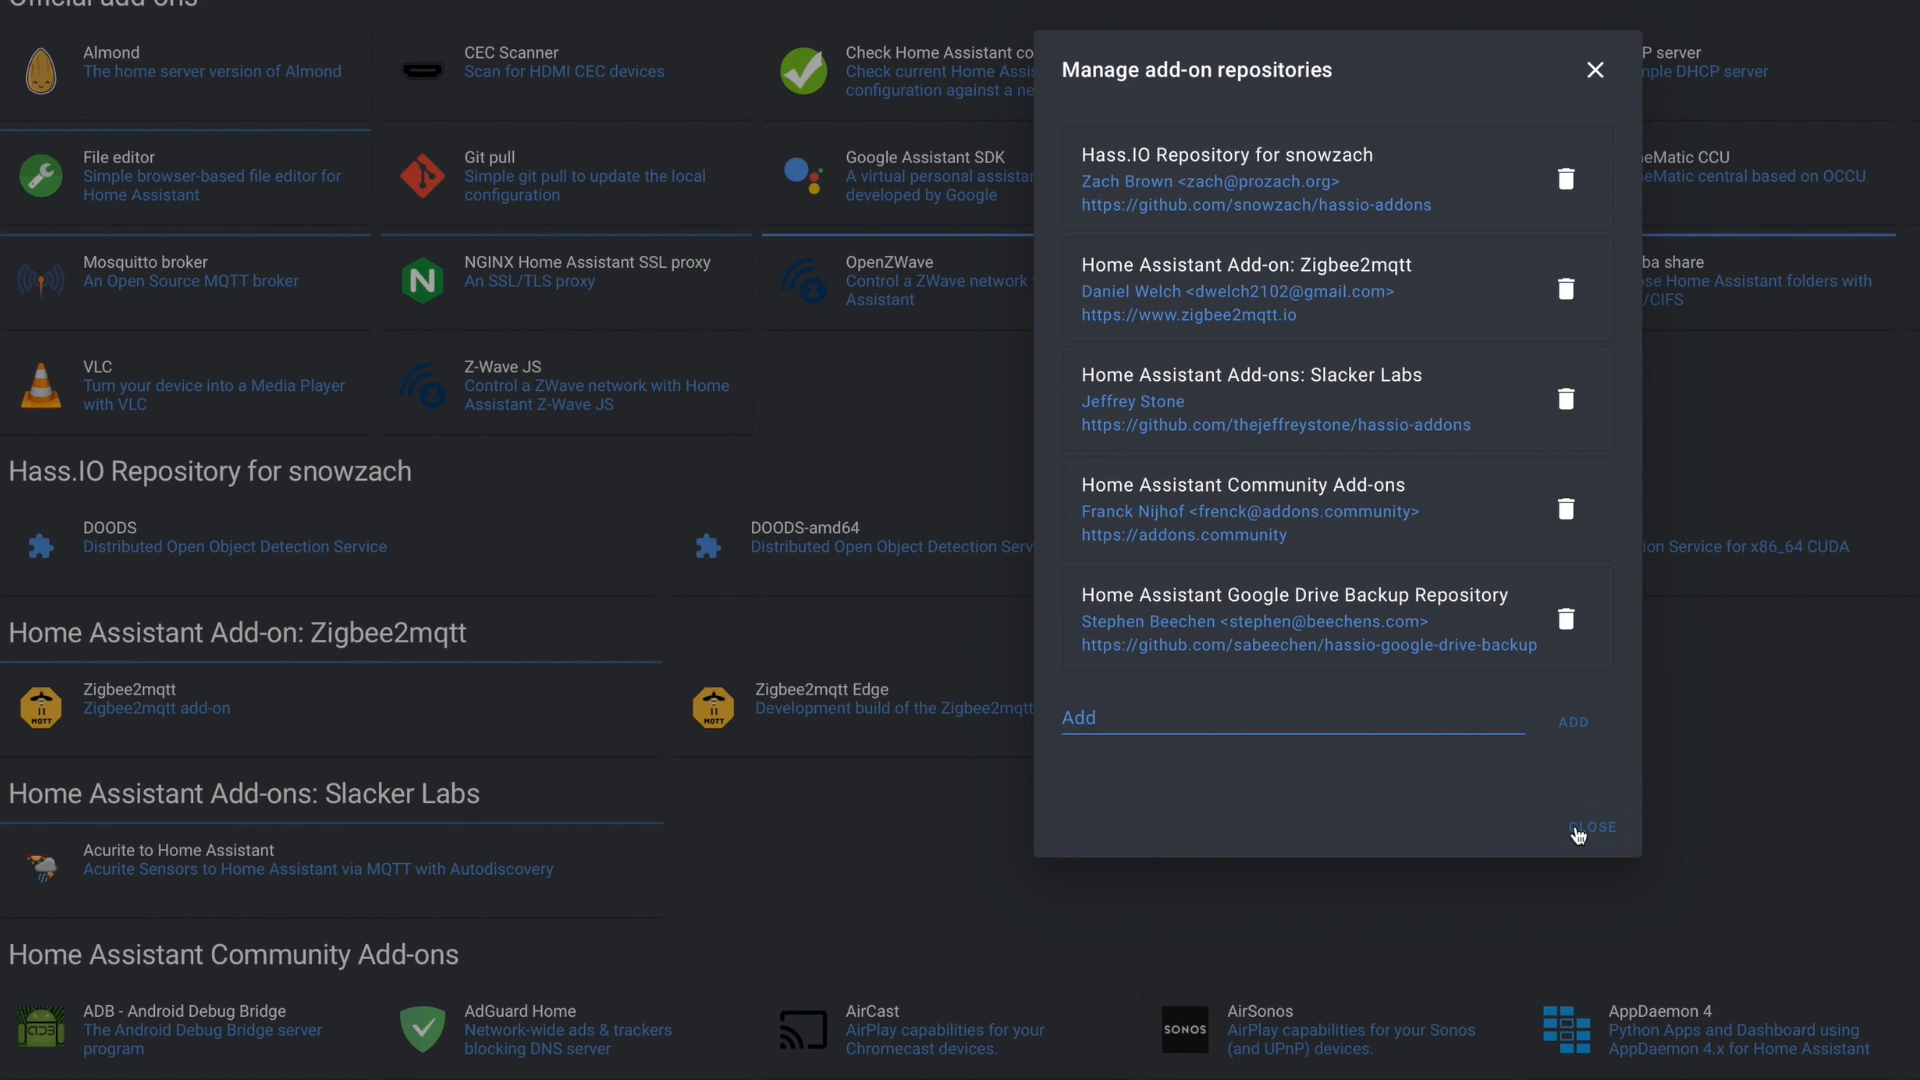 Official add-ons
Almond
The home server version of Almond
CEC Scanner
Scan for HDMI CEC devices
Check Home Assistant co
Check current Home Assis
configuration against a ne
P server
ple DHCP server
File editor
Simple browser-based file editor for
Home Assistant
Git pull
Simple git pull to update the local
configuration
Google Assistant SDK
A virtual personal assistan
developed by Google
eMatic CCU
eMatic central based on OCCU
Mosquitto broker
An Open Source MQTT broker
NGINX Home Assistant SSL proxy
An SSL/TLS proxy
OpenZWave
Control a ZWave network
Assistant
ba share
se Home Assistant folders with
/CIFS
VLC
Turn your device into a Media Player
with VLC
Z-Wave JS
Control a ZWave network with Home
Assistant Z-Wave JS
Hass.IO Repository for snowzach
DOODS
Distributed Open Object Detection Service
DOODS-amd64
Distributed Open Object Detection Serv
ion Service for x86_64 CUDA
Home Assistant Add-on: Zigbee2mqtt
MQTT
Zigbee2mqtt
Zigbee2mqtt add-on
MQTT
Zigbee2mqtt Edge
Development build of the Zigbee2mqtt
Home Assistant Add-ons: Slacker Labs
Acurite to Home Assistant
Acurite Sensors to Home Assistant via MQTT with Autodiscovery
Home Assistant Community Add-ons
ADB - Android Debug Bridge
The Android Debug Bridge server
program
AdGuard Home
Network-wide ads & trackers
blocking DNS server
AirCast
AirPlay capabilities for your
Chromecast devices.
SONOS
AirSonos
AirPlay capabilities for your Sonos
(and UPnP) devices.
AppDaemon 4
Python Apps and Dashboard using
AppDaemon 4.x for Home Assistant
Manage add-on repositories
Hass.IO Repository for snowzach
Zach Brown <zach@prozach.org>
https://github.com/snowzach/hassio-addons
Home Assistant Add-on: Zigbee2mqtt
Daniel Welch <dwelch2102@gmail.com>
https://www.zigbee2mqtt.io
Home Assistant Add-ons: Slacker Labs
Jeffrey Stone
https://github.com/thejeffreystone/hassio-addons
Home Assistant Community Add-ons
Franck Nijhof <frenck@addons.community>
https://addons.community
Home Assistant Google Drive Backup Repository
Stephen Beechen <stephen@beechens.com>
https://github.com/sabeechen/hassio-google-drive-backup
Add
ADD
CLOSE